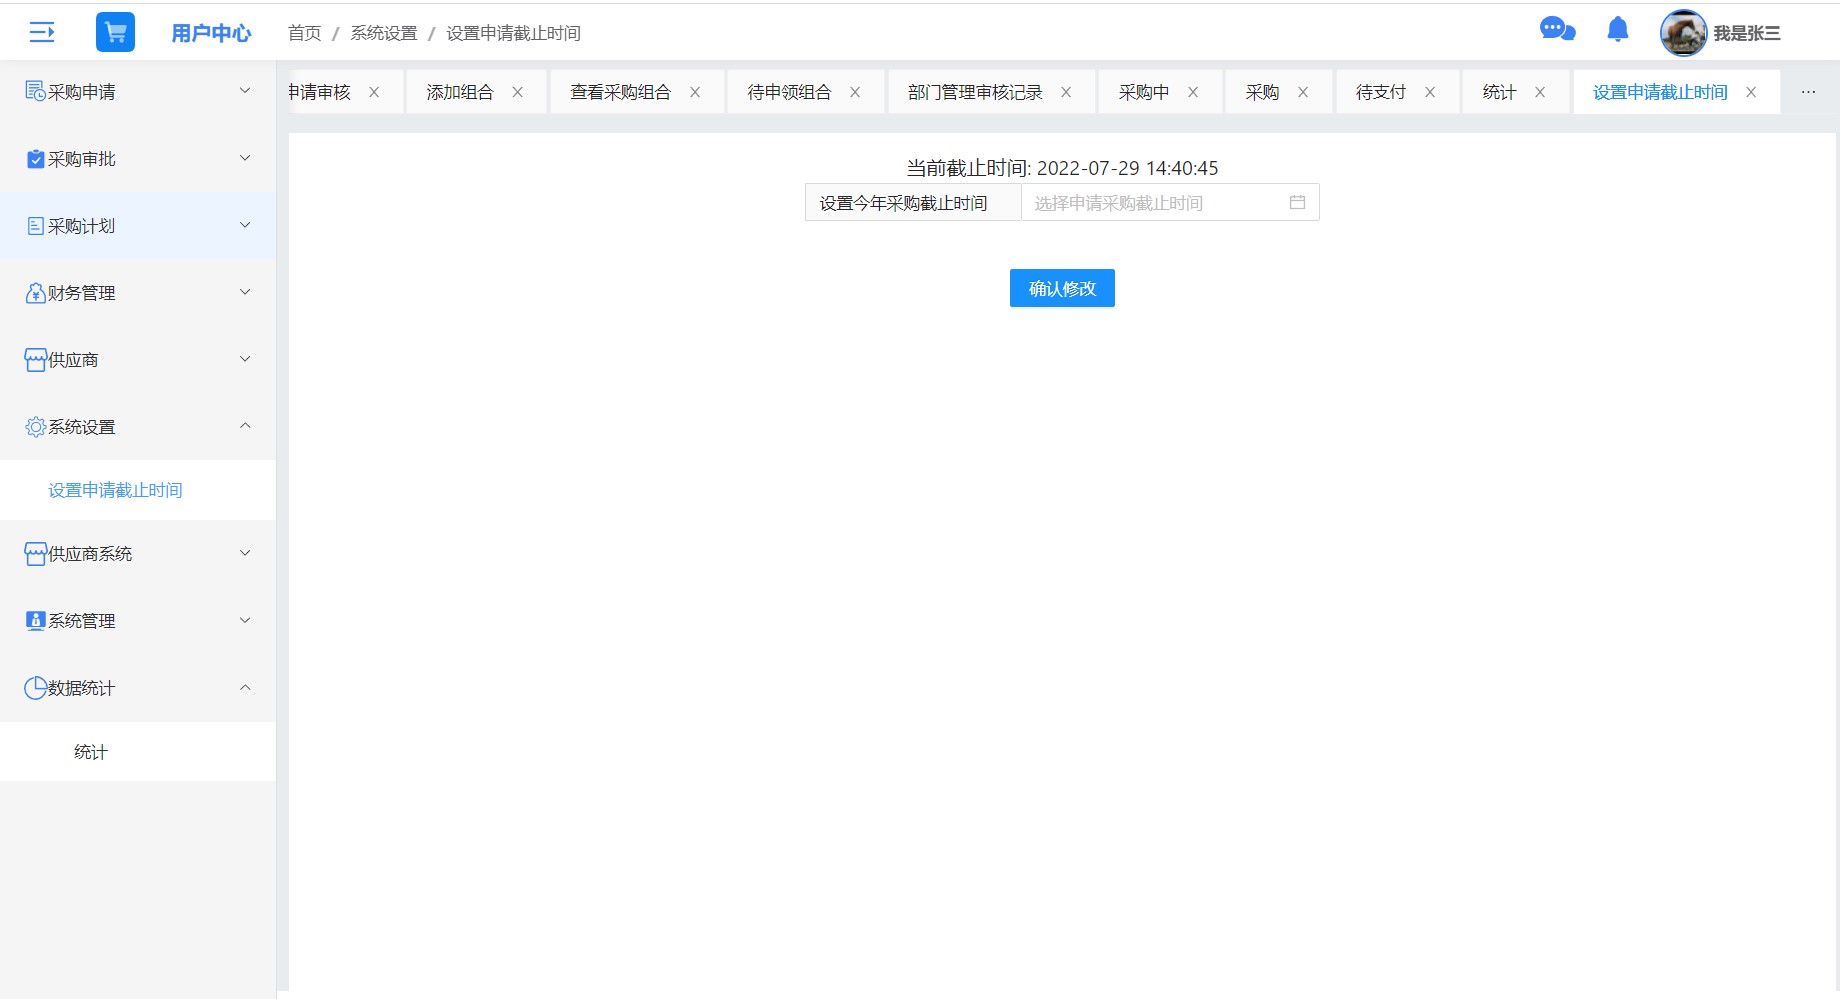 用户中心 首页 / 系统设置 / 设置申请截止时间 我是张三
申请审核 添加组合 查看采购组合 待申领组合 部门管理审核记录 采购中 采购 待支付 统计 设置申请截止时间 ···
采购申请
采购审批
采购计划
财务管理
供应商
系统设置
设置申请截止时间
供应商系统
系统管理
数据统计
统计
当前截止时间: 2022-07-29 14:40:45
设置今年采购截止时间 选择申请采购截止时间
确认修改